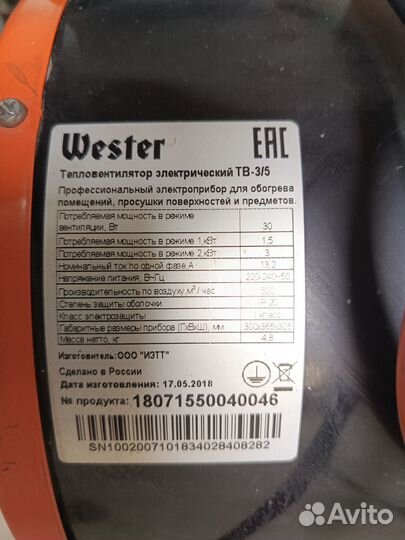 Wester EAC
Тепловентилятор электрический ТВ-3/5
Профессиональный электроприбор для обогрева
помещений, просушки поверхностей и предметов.
Потребляемая мощность в режиме
вентиляции, Вт 30
Потребляемая мощность в режиме 1,кВт 1,5
Потребляемая мощность в режиме 2,кВт 3
Номинальный ток по одной фазе,А 13,2
Напряжение питания, В~Гц 220-240~50
Производительность по воздуху,м³/ час 300
Степень защиты оболочки IP 20
Класс электрозащиты I класс
Габаритные размеры прибора (ГхВхШ), мм 300х365х305
Масса нетто, кг 4,8
Изготовитель:ООО "ИЗТТ"
Сделано в России
Дата изготовления: 17.05.2018
№ продукта: 18071550040046
SN1002007101834028408282
Avito